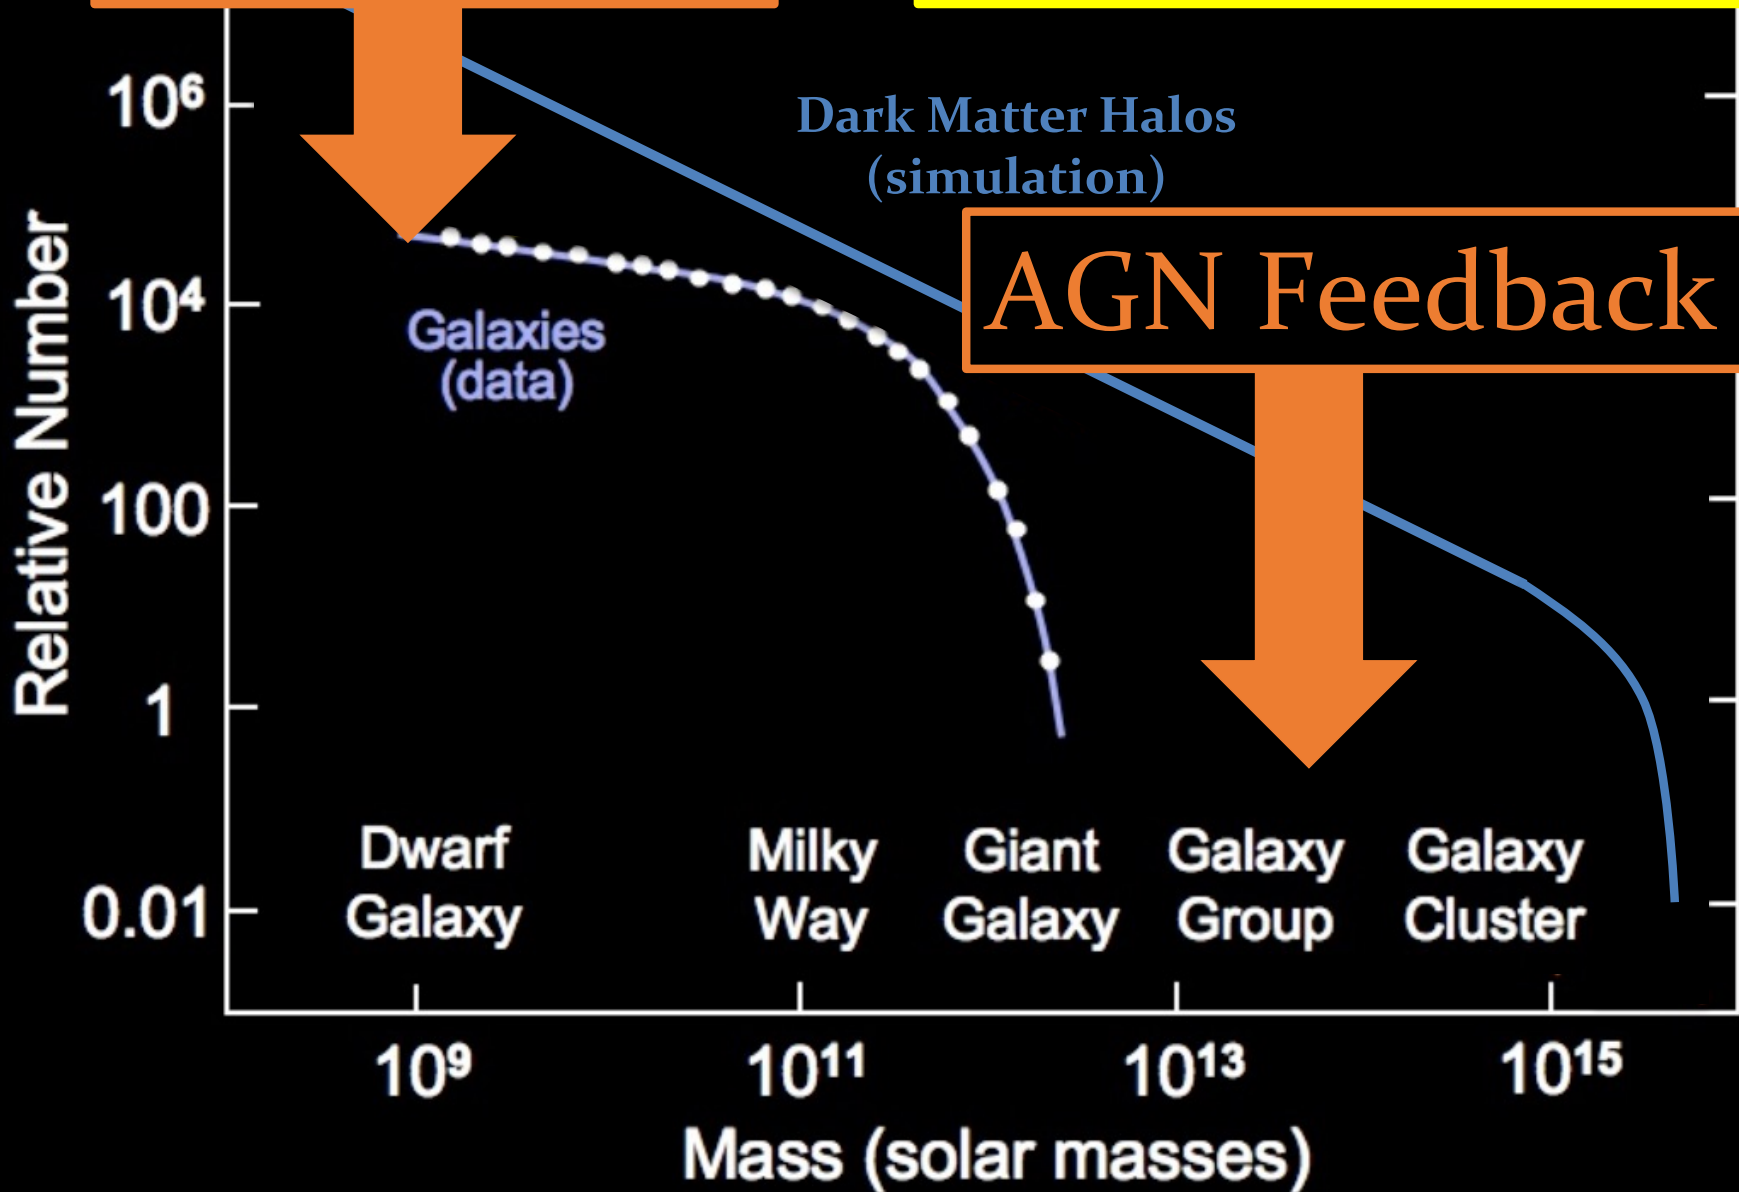 10⁶
Dark Matter Halos
(simulation)
AGN Feedback
10⁴
Galaxies
(data)
Relative Number
100
1
Dwarf
Galaxy
Milky
Way
Giant
Galaxy
Galaxy
Group
Galaxy
Cluster
0.01
10⁹
10¹¹
10¹³
10¹⁵
Mass (solar masses)